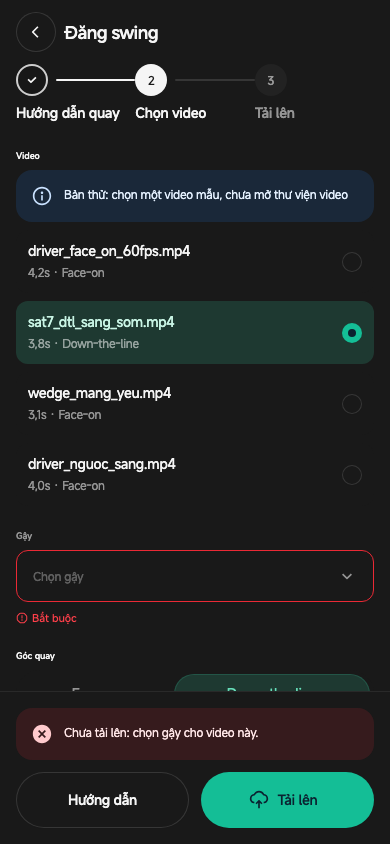 Đăng swing
2
3
Hướng dẫn quay
Chọn video
Tải lên
Video
Bản thử: chọn một video mẫu, chưa mở thư viện video
driver_face_on_60fps.mp4
4,2s · Face-on
sat7_dtl_sang_som.mp4
3,8s · Down-the-line
wedge_mang_yeu.mp4
3,1s · Face-on
driver_nguoc_sang.mp4
4,0s · Face-on
Gậy
Chọn gậy
Bắt buộc
Góc quay
Chưa tải lên: chọn gậy cho video này.
Hướng dẫn
Tải lên